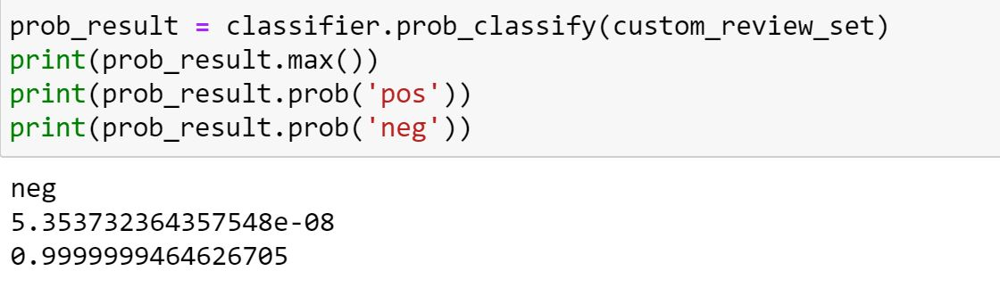 prob_result = classifier.prob_classify(custom_review_set)
print(prob_result.max())
print(prob_result.prob('pos'))
print(prob_result.prob('neg'))
neg
5.353732364357548e-08
0.9999999464626705